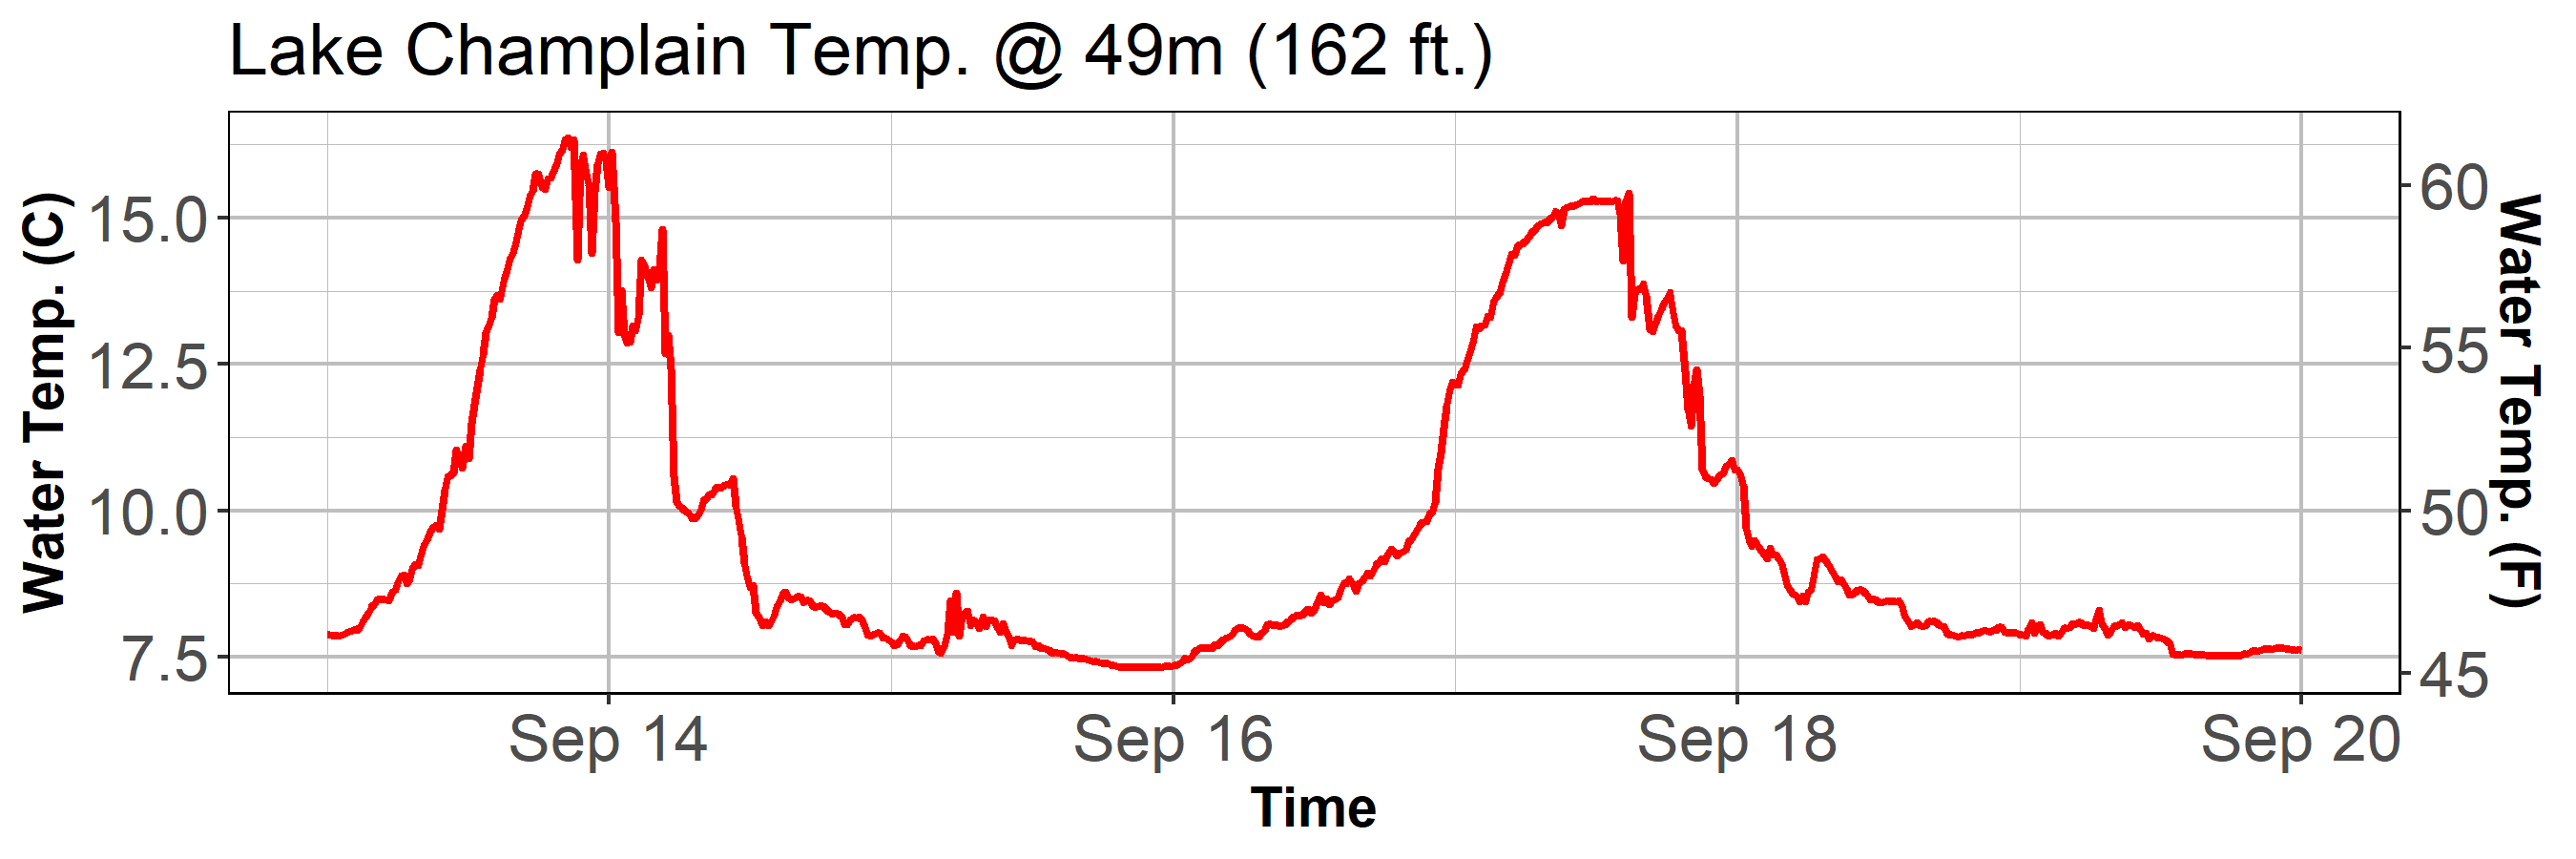 Lake Champlain Temp. @ 49m (162 ft.)
Water Temp. (C)
15.0
12.5
10.0
7.5
60
55
50
45
Water Temp. (F)
Sep 14 Sep 16 Sep 18 Sep 20
Time